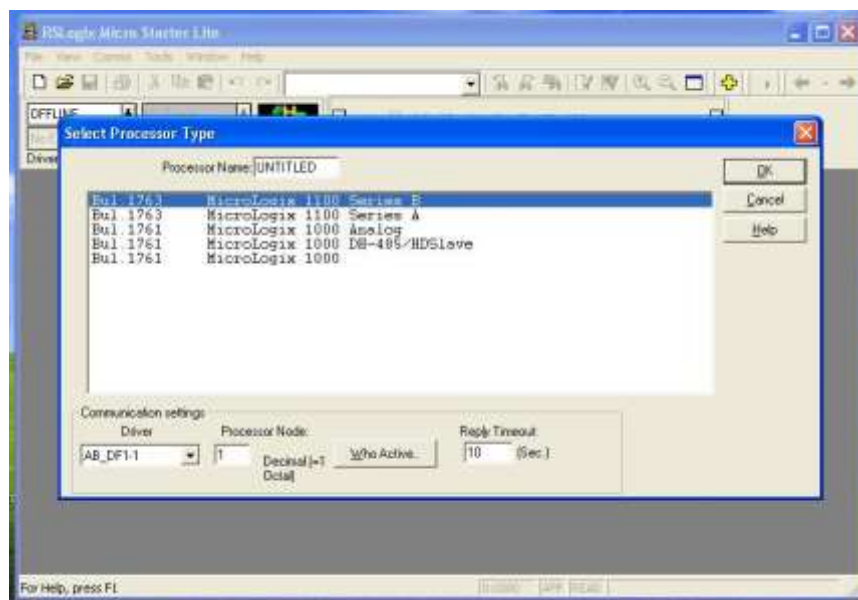 RSLogix Micro Starter Lite
File View Comms Tools Window Help
OFFLINE
Driver
Select Processor Type
Processor Name: UNTITLED
OK
Cancel
Help
Bul.1763 MicroLogix 1100 Series B
Bul.1763 MicroLogix 1100 Series A
Bul.1761 MicroLogix 1000 Analog
Bul.1761 MicroLogix 1000 DH-485/HDSlave
Bul.1761 MicroLogix 1000
Communication settings
Driver
Processor Node:
Reply Timeout:
AB_DF1-1
1
Decimal (=1
Octal)
Who Active..
10
(Sec.)
For Help, press F1
APP READ